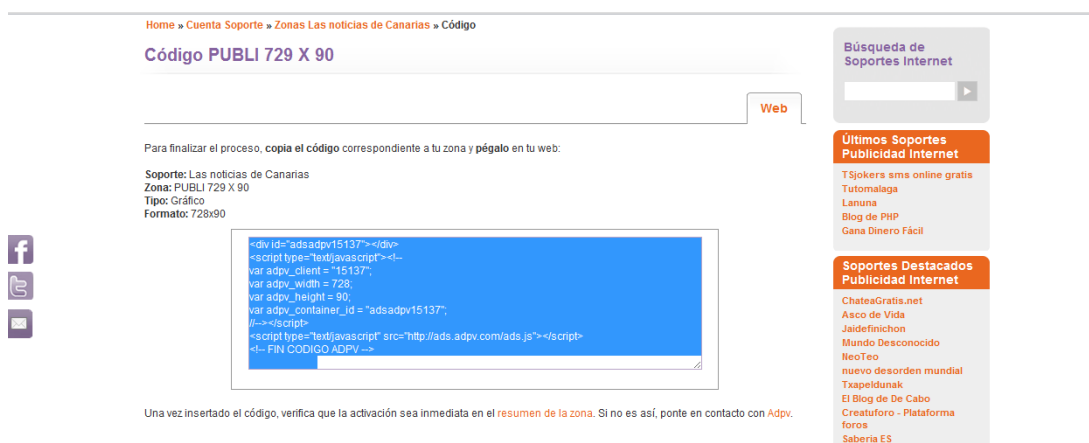 Home » Cuenta Soporte » Zonas Las noticias de Canarias » Código
Código PUBLI 729 X 90
Web
Para finalizar el proceso, copia el código correspondiente a tu zona y pégalo en tu web:
Soporte: Las noticias de Canarias
Zona: PUBLI 729 X 90
Tipo: Gráfico
Formato: 728x90
<div id="adsadpv15137"></div>
<script type="text/javascript"><!--
var adpv_client = "15137";
var adpv_width = 728;
var adpv_height = 90;
var adpv_container_id = "adsadpv15137";
//--></script>
<script type="text/javascript" src="http://ads.adpv.com/ads.js"></script>
<!-- FIN CODIGO ADPV -->
Una vez insertado el código, verifica que la activación sea inmediata en el resumen de la zona. Si no es así, ponte en contacto con Adpv.
Búsqueda de
Soportes Internet
Últimos Soportes
Publicidad Internet
TSjokers sms online gratis
Tutomalaga
Lanuna
Blog de PHP
Gana Dinero Fácil
Soportes Destacados
Publicidad Internet
ChateaGratis.net
Asco de Vida
Jaidefinichon
Mundo Desconocido
NeoTeo
nuevo desorden mundial
Txapeldunak
El Blog de De Cabo
Creatuforo - Plataforma
foros
Saberia ES